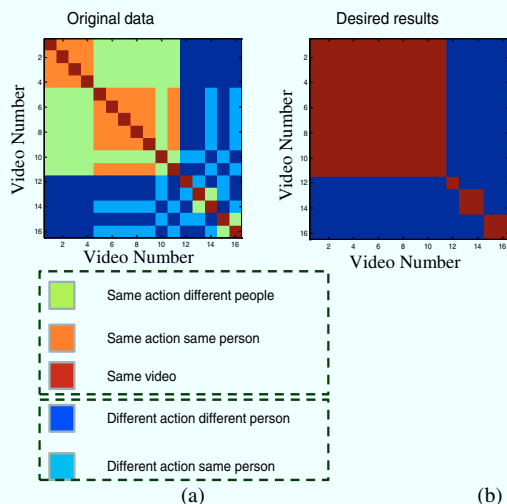 Original data
Desired results
2
4
6
8
10
12
14
16
Video Number
2 4 6 8 10 12 14 16
Video Number
2
4
6
8
10
12
14
16
Video Number
2 4 6 8 10 12 14 16
Video Number
Same action different people
Same action same person
Same video
Different action different person
Different action same person
(a)
(b)